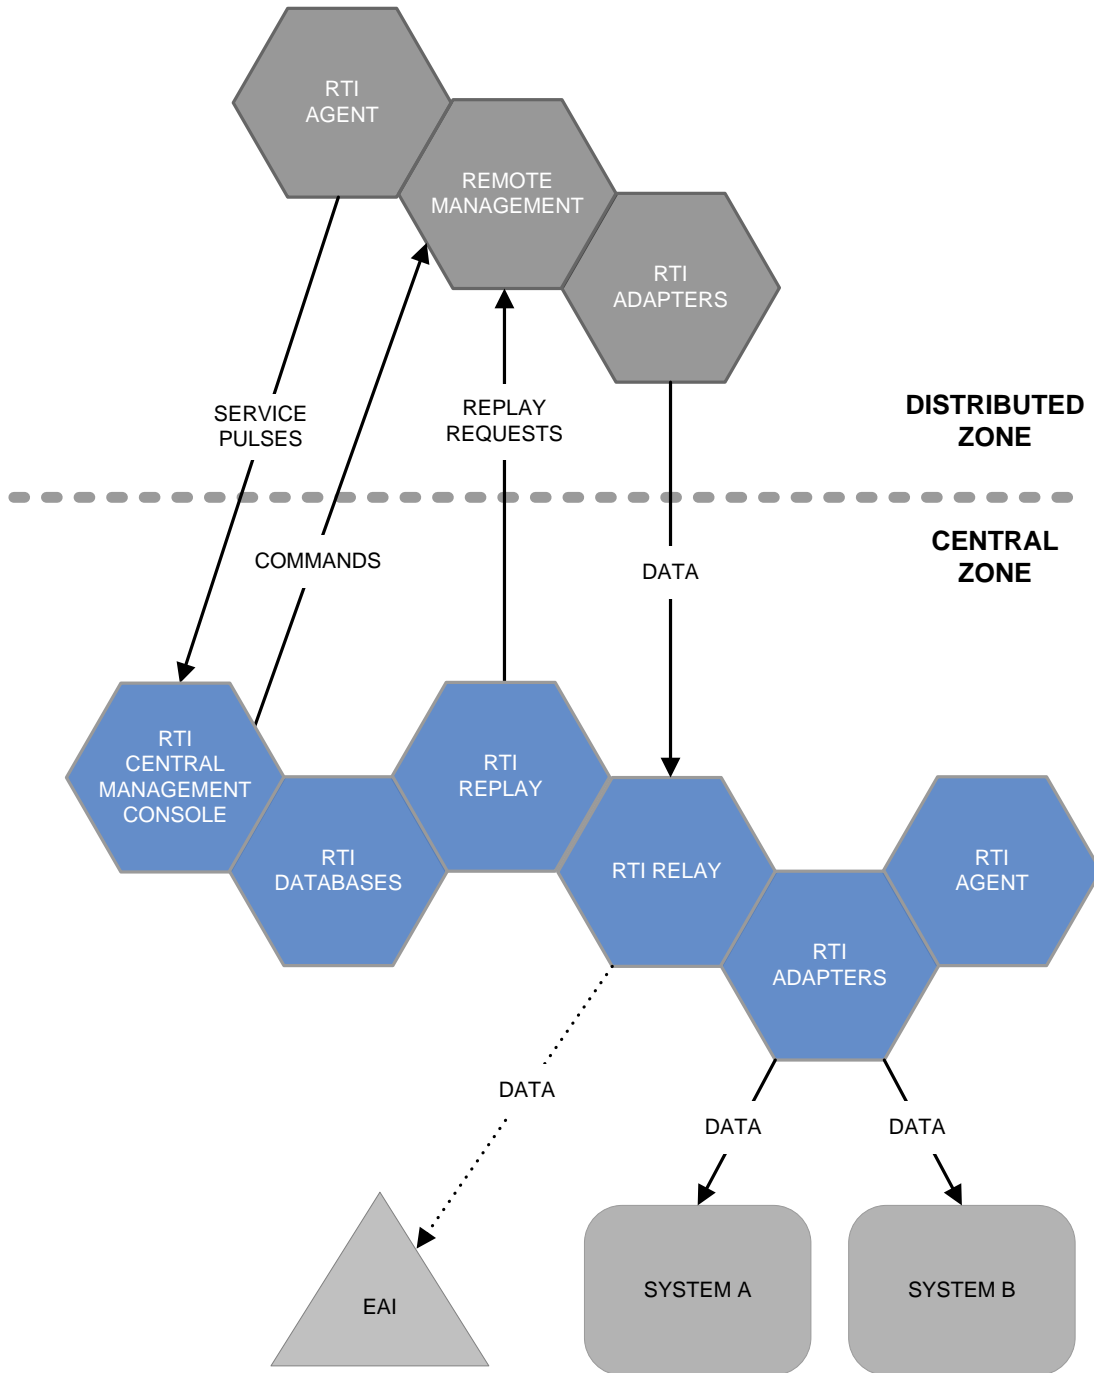 RTI
AGENT
REMOTE
MANAGEMENT
RTI
ADAPTERS
SERVICE
PULSES
REPLAY
REQUESTS
DISTRIBUTED
ZONE
COMMANDS
DATA
CENTRAL
ZONE
RTI
CENTRAL
MANAGEMENT
CONSOLE
RTI
DATABASES
RTI
REPLAY
RTI RELAY
RTI
ADAPTERS
RTI
AGENT
DATA
DATA
DATA
EAI
SYSTEM A
SYSTEM B